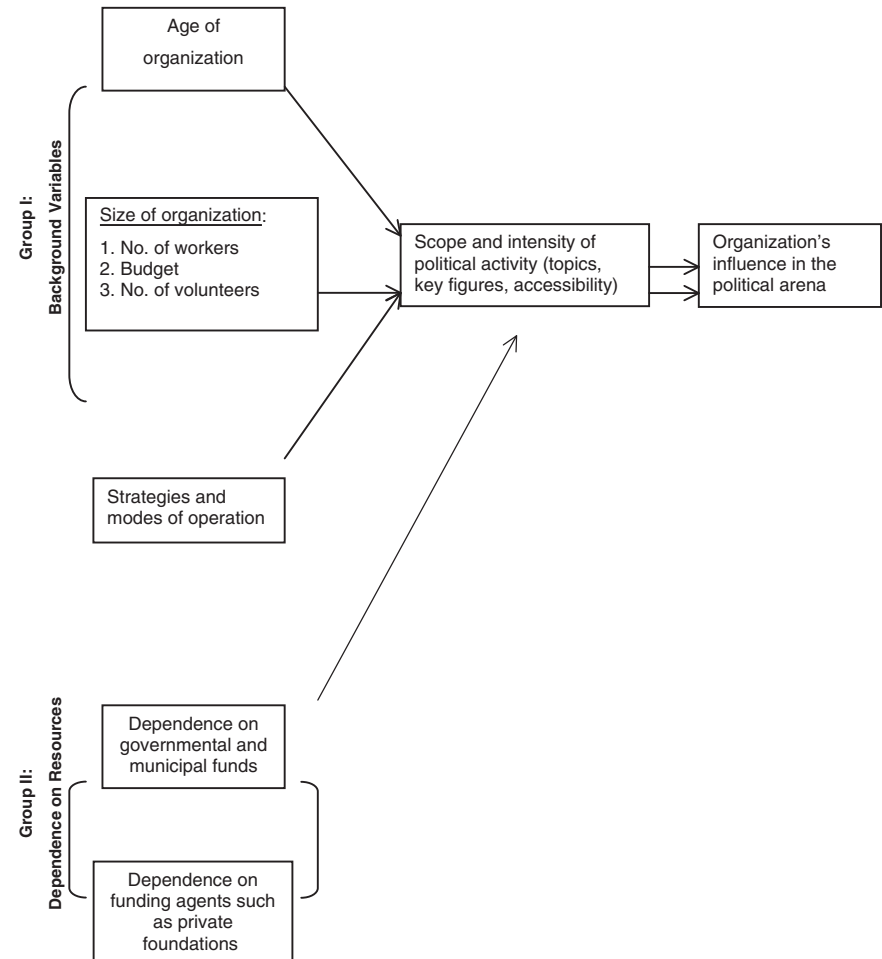 Group I:
Background Variables
Age of
organization
Size of organization:
1. No. of workers
2. Budget
3. No. of volunteers
Strategies and
modes of operation
Scope and intensity of
political activity (topics,
key figures, accessibility)
Organization's
influence in the
political arena
Group II:
Dependence on Resources
Dependence on
governmental and
municipal funds
Dependence on
funding agents such
as private
foundations